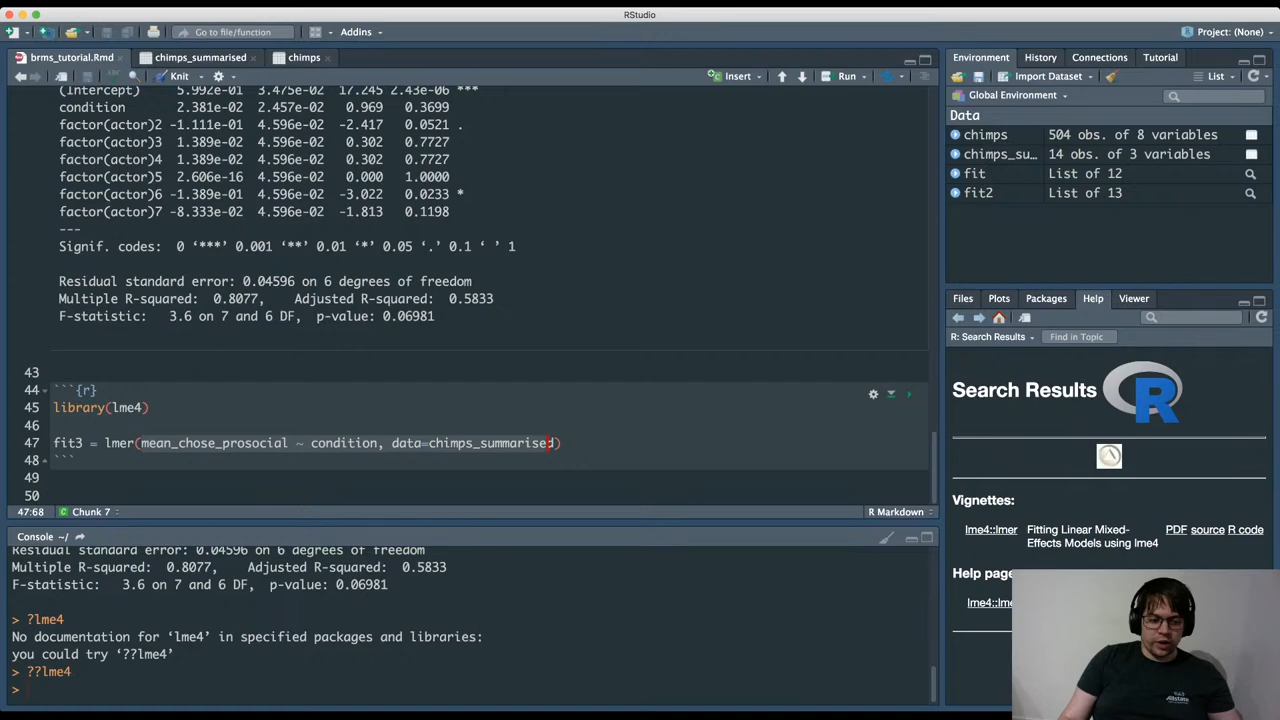 RStudio
Go to file/function
Addins
Project: (None)
brms_tutorial.Rmd
chimps_summarised
chimps
Knit
Insert
Run
(Intercept) 5.992e-01 3.475e-02 17.245 2.43e-06 ***
condition 2.381e-02 2.457e-02 0.969 0.3699
factor(actor)2 -1.111e-01 4.596e-02 -2.417 0.0521 .
factor(actor)3 1.389e-02 4.596e-02 0.302 0.7727
factor(actor)4 1.389e-02 4.596e-02 0.302 0.7727
factor(actor)5 2.606e-16 4.596e-02 0.000 1.0000
factor(actor)6 -1.389e-01 4.596e-02 -3.022 0.0233 *
factor(actor)7 -8.333e-02 4.596e-02 -1.813 0.1198
---
Signif. codes: 0 ‘***’ 0.001 ‘**’ 0.01 ‘*’ 0.05 ‘.’ 0.1 ‘ ’ 1
Residual standard error: 0.04596 on 6 degrees of freedom
Multiple R-squared: 0.8077, Adjusted R-squared: 0.5833
F-statistic: 3.6 on 7 and 6 DF, p-value: 0.06981
43
44 ```{r}
45 library(lme4)
46
47 fit3 = lmer(mean_chose_prosocial ~ condition, data=chimps_summarised)
48 ```
49
50
47:68 Chunk 7 R Markdown
Console ~/
Residual standard error: 0.04596 on 6 degrees of freedom
Multiple R-squared: 0.8077, Adjusted R-squared: 0.5833
F-statistic: 3.6 on 7 and 6 DF, p-value: 0.06981
> ?lme4
No documentation for ‘lme4’ in specified packages and libraries:
you could try ‘??lme4’
> ??lme4
>
Environment History Connections Tutorial
Import Dataset List
Global Environment
Data
chimps 504 obs. of 8 variables
chimps_su… 14 obs. of 3 variables
fit List of 12
fit2 List of 13
Files Plots Packages Help Viewer
R: Search Results Find in Topic
Search Results R
Vignettes:
lme4::lmer Fitting Linear Mixed- PDF source R code
Effects Models using lme4
Help page
lme4::lme
Allstate